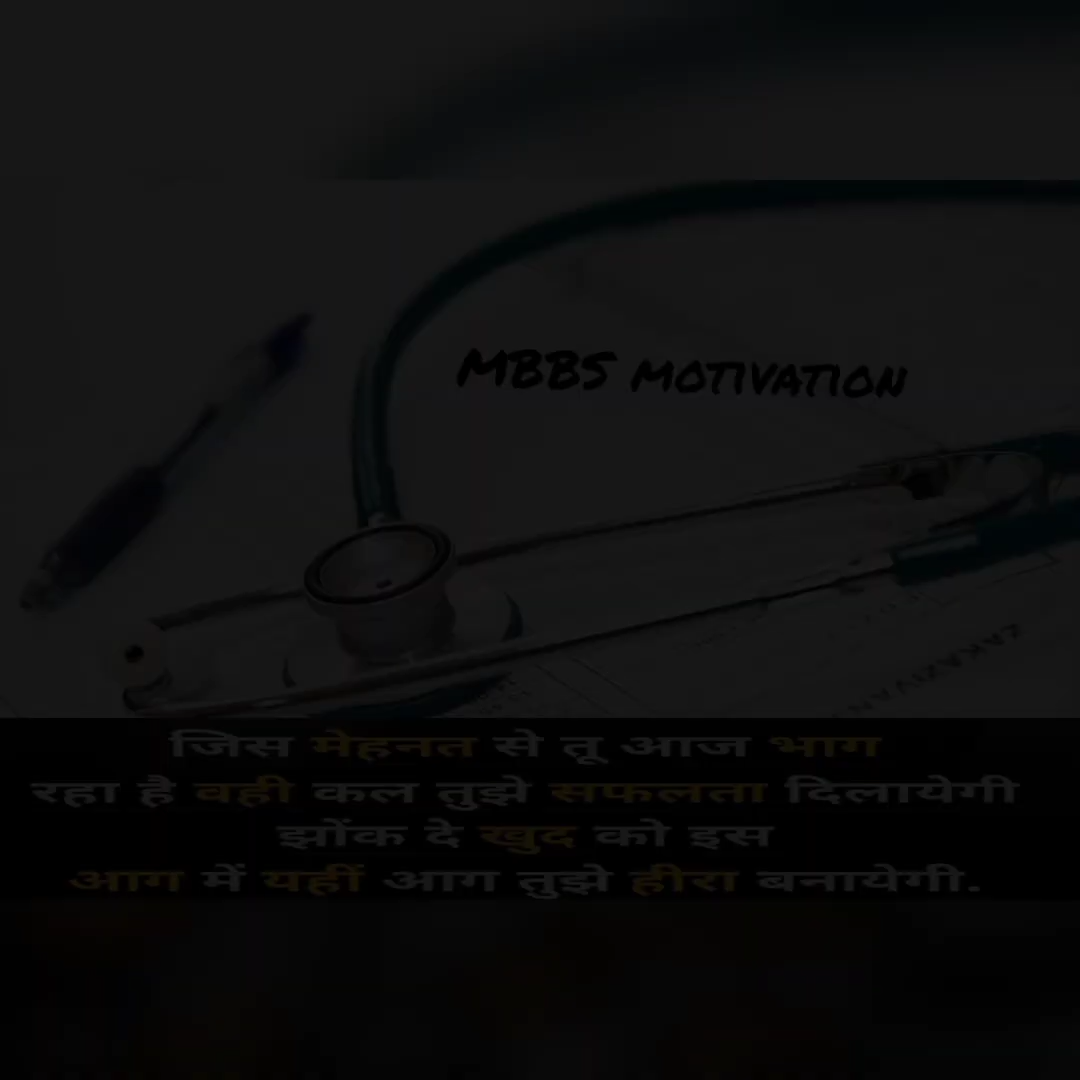 MBBS MOTIVATION
जिस मेहनत से तू आज भाग
रहा है वही कल तुझे सफलता दिलायेगी
झोंक दे खुद को इस
आग में यहीं आग तुझे हीरा बनायेगी.